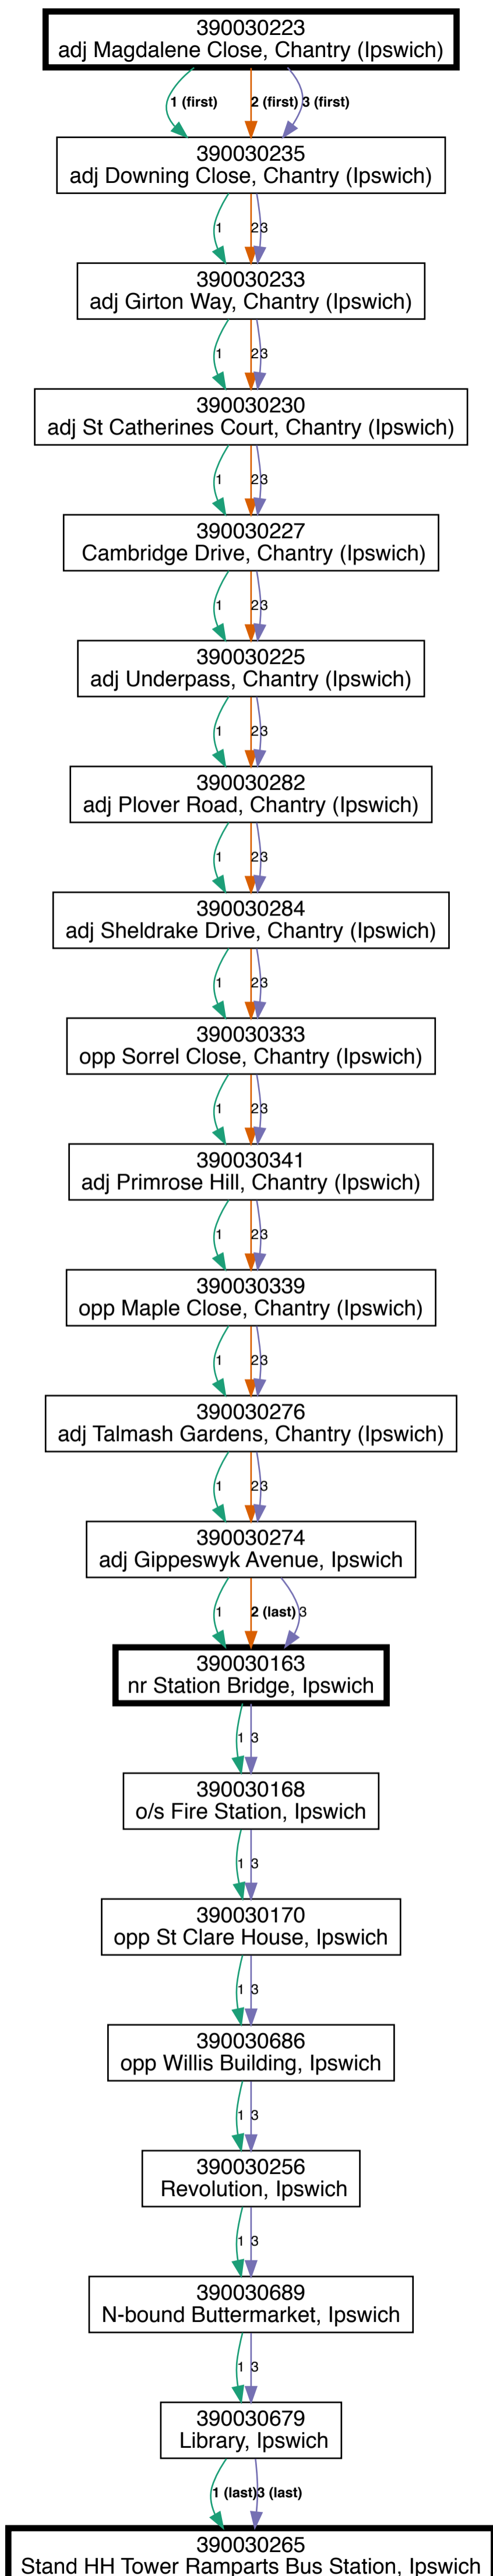 390030223
adj Magdalene Close, Chantry (Ipswich)
1 (first) 2 (first) 3 (first)
390030235
adj Downing Close, Chantry (Ipswich)
1 2 3
390030233
adj Girton Way, Chantry (Ipswich)
1 2 3
390030230
adj St Catherines Court, Chantry (Ipswich)
1 2 3
390030227
Cambridge Drive, Chantry (Ipswich)
1 2 3
390030225
adj Underpass, Chantry (Ipswich)
1 2 3
390030282
adj Plover Road, Chantry (Ipswich)
1 2 3
390030284
adj Sheldrake Drive, Chantry (Ipswich)
1 2 3
390030333
opp Sorrel Close, Chantry (Ipswich)
1 2 3
390030341
adj Primrose Hill, Chantry (Ipswich)
1 2 3
390030339
opp Maple Close, Chantry (Ipswich)
1 2 3
390030276
adj Talmash Gardens, Chantry (Ipswich)
1 2 3
390030274
adj Gippeswyk Avenue, Ipswich
1 2 (last) 3
390030163
nr Station Bridge, Ipswich
1 3
390030168
o/s Fire Station, Ipswich
1 3
390030170
opp St Clare House, Ipswich
1 3
390030686
opp Willis Building, Ipswich
1 3
390030256
Revolution, Ipswich
1 3
390030689
N-bound Buttermarket, Ipswich
1 3
390030679
Library, Ipswich
1 (last) 3 (last)
390030265
Stand HH Tower Ramparts Bus Station, Ipswich